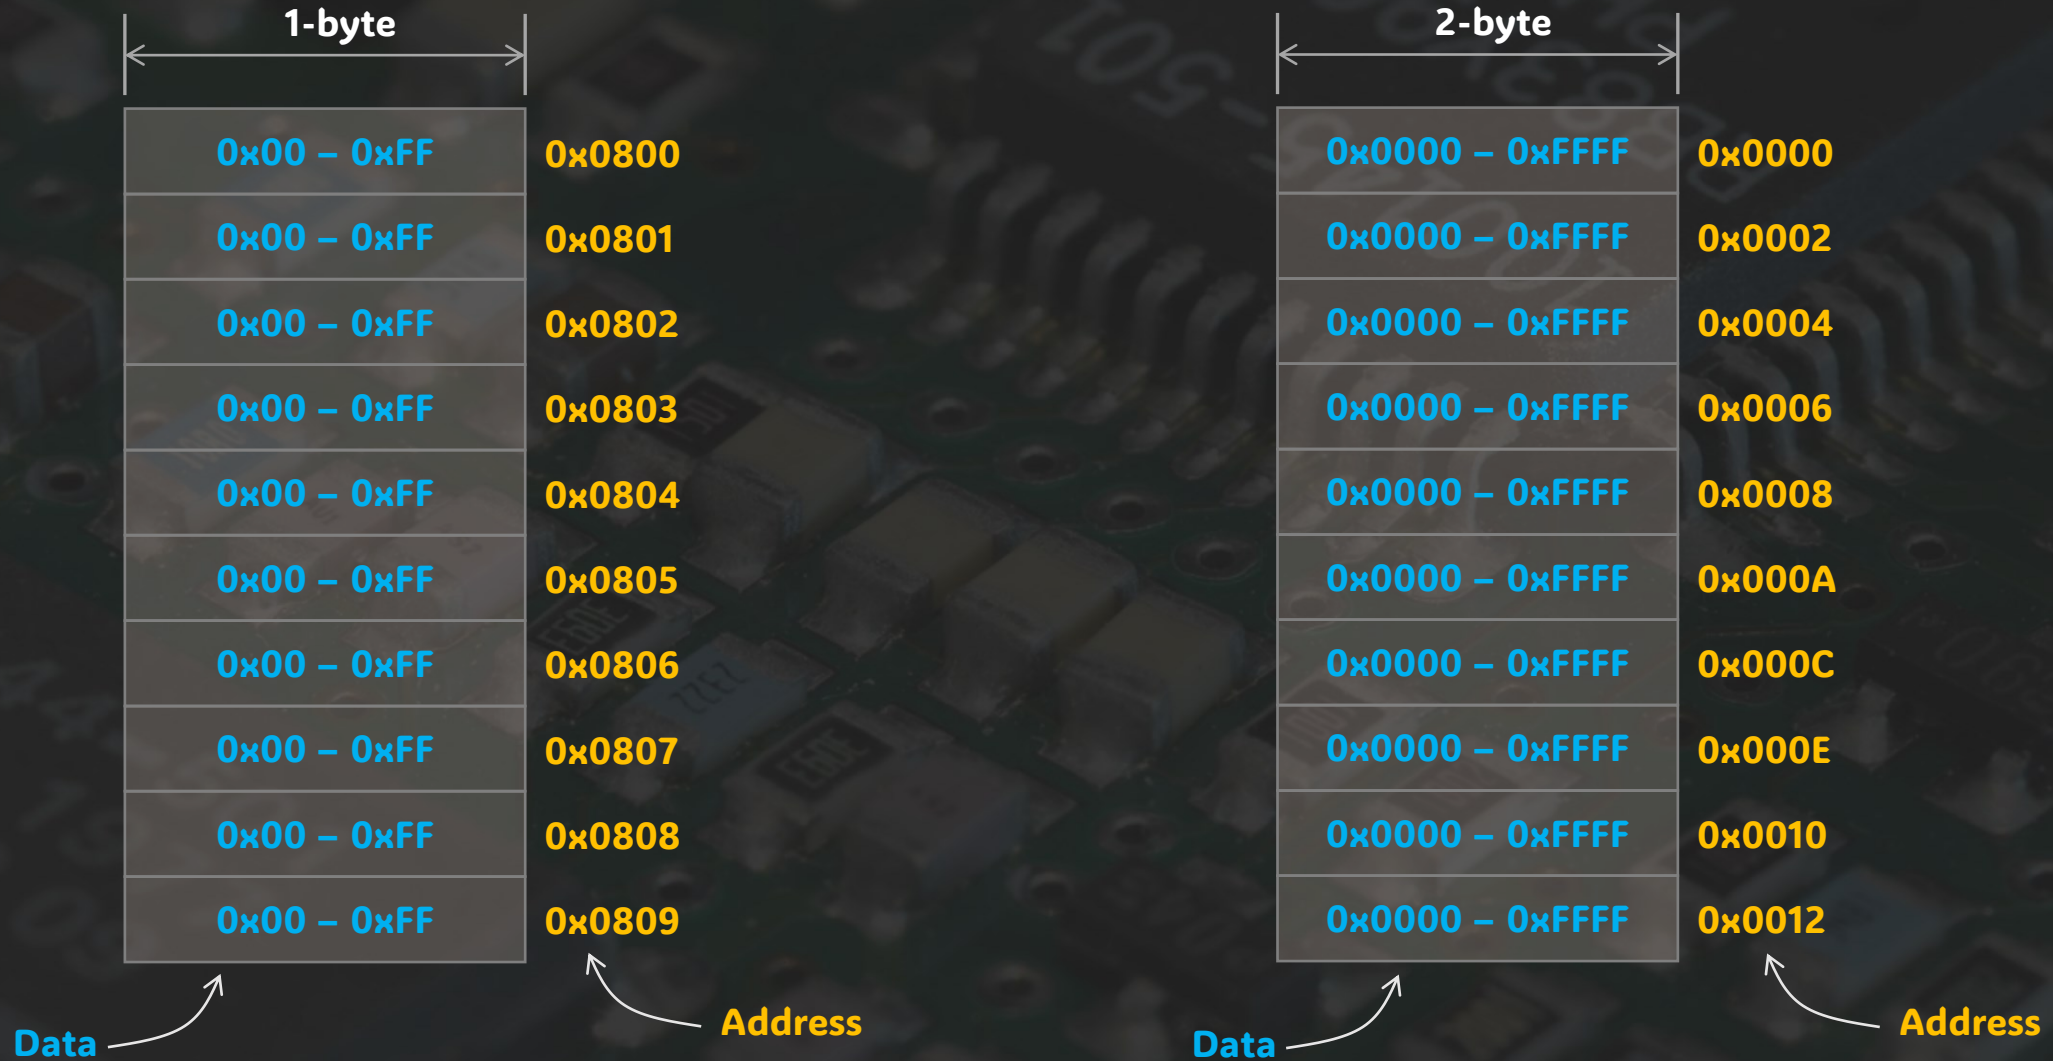 1-byte
0x00 – 0xFF 0x0800
0x00 – 0xFF 0x0801
0x00 – 0xFF 0x0802
0x00 – 0xFF 0x0803
0x00 – 0xFF 0x0804
0x00 – 0xFF 0x0805
0x00 – 0xFF 0x0806
0x00 – 0xFF 0x0807
0x00 – 0xFF 0x0808
0x00 – 0xFF 0x0809
Data
Address
2-byte
0x0000 – 0xFFFF 0x0000
0x0000 – 0xFFFF 0x0002
0x0000 – 0xFFFF 0x0004
0x0000 – 0xFFFF 0x0006
0x0000 – 0xFFFF 0x0008
0x0000 – 0xFFFF 0x000A
0x0000 – 0xFFFF 0x000C
0x0000 – 0xFFFF 0x000E
0x0000 – 0xFFFF 0x0010
0x0000 – 0xFFFF 0x0012
Data
Address